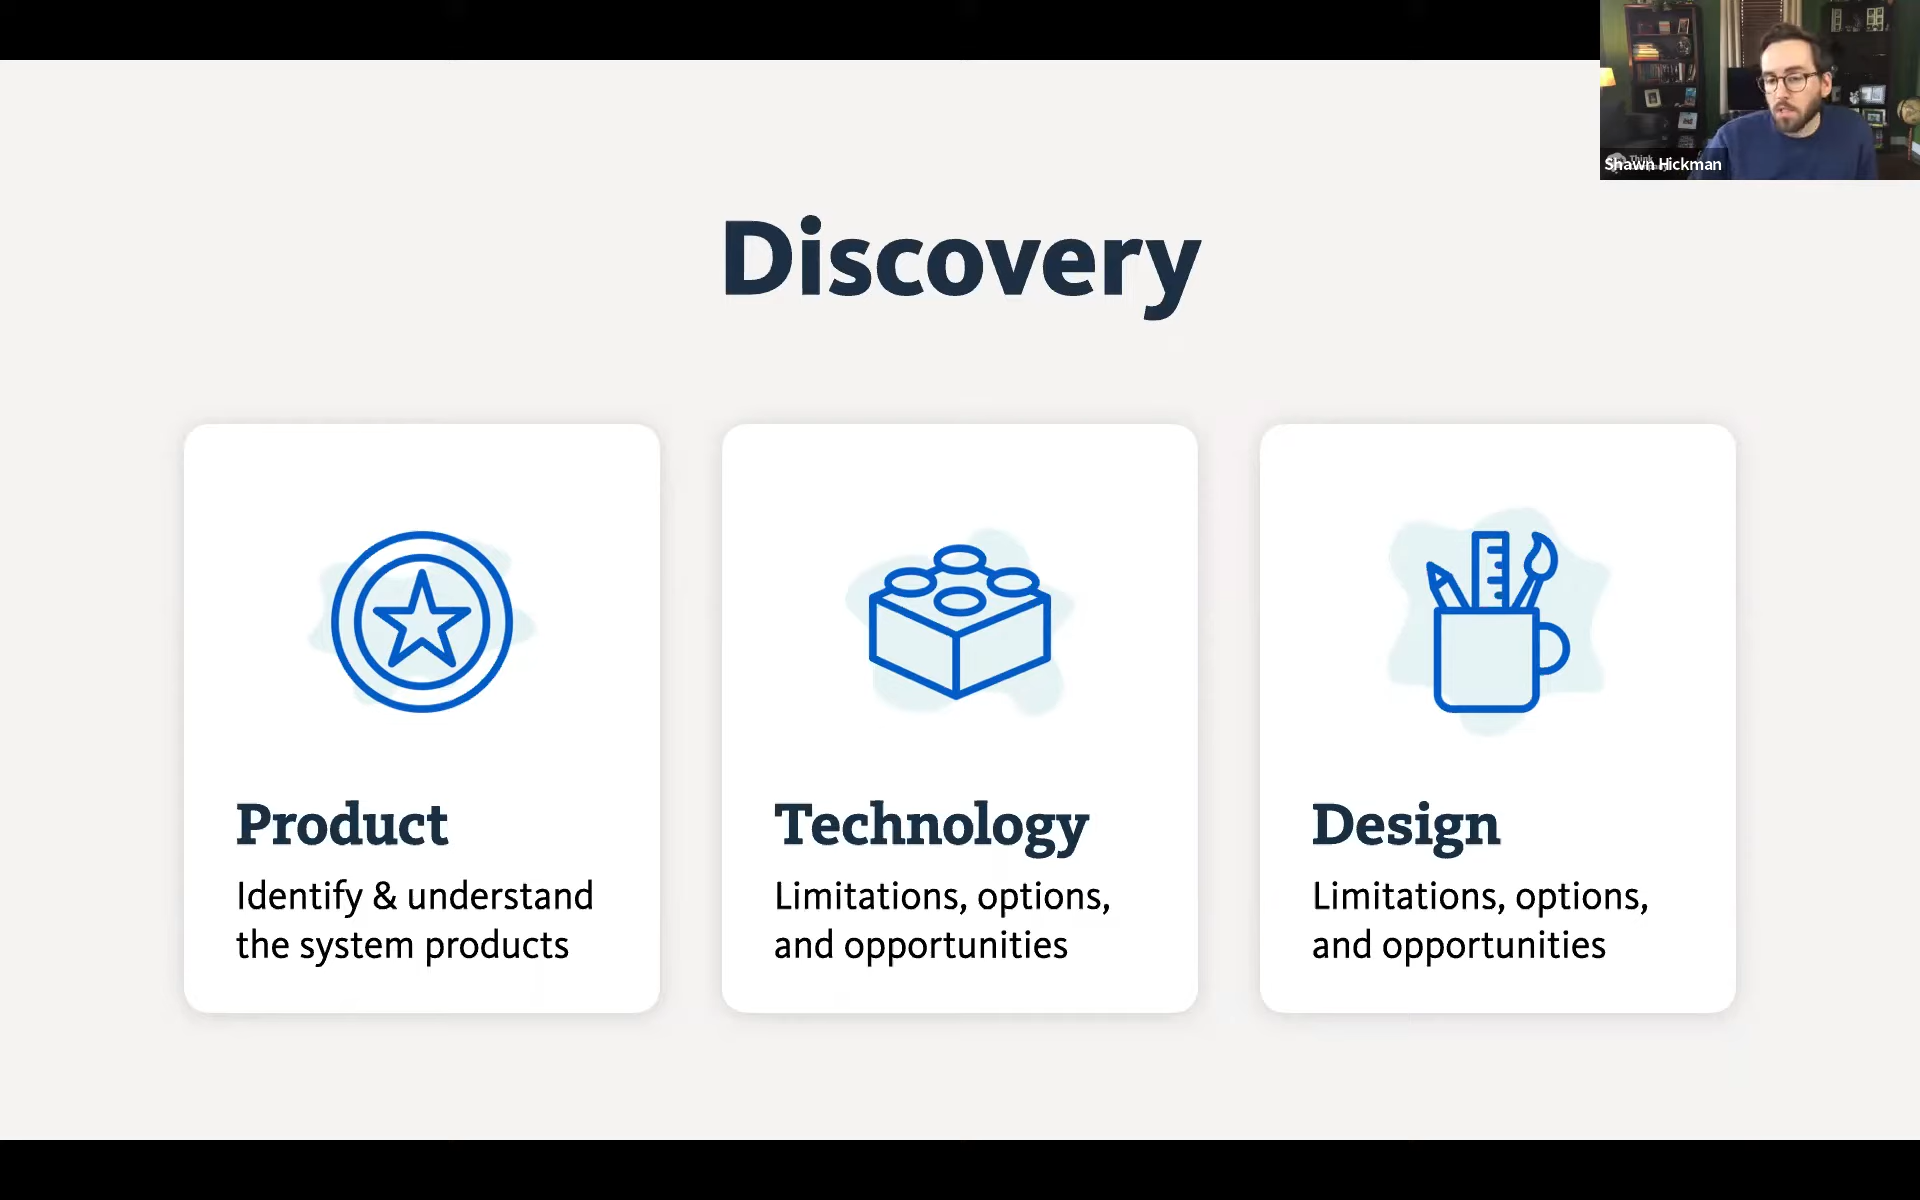 Shawn Hickman
Discovery
Product
Identify & understand
the system products
Technology
Limitations, options,
and opportunities
Design
Limitations, options,
and opportunities